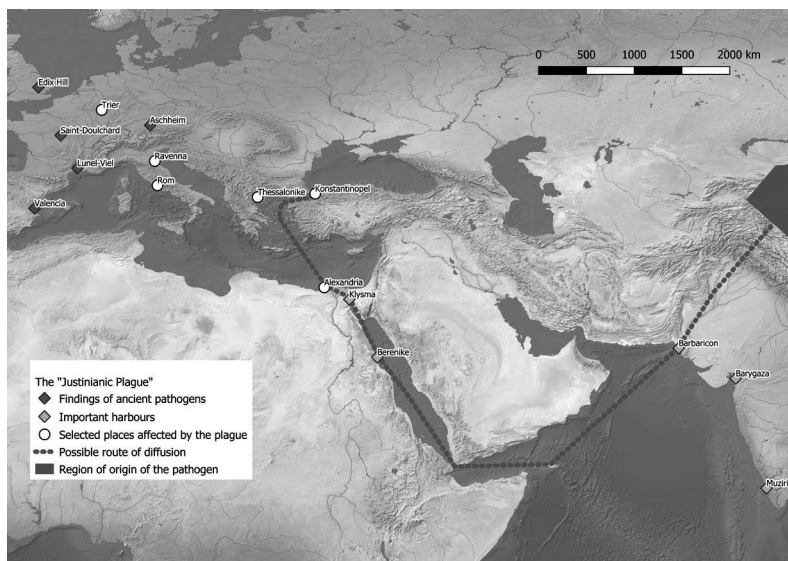 0 500 1000 1500 2000 km
Edix Hill
Trier
Aschheim
Saint-Doulchard
Ravenna
Lunel-Viel
Rom
Konstantinopel
Thessalonike
Valencia
Alexandria
Klysma
Barbaricon
Berenike
Barygaza
The "Justinianic Plague"
Findings of ancient pathogens
Important harbours
Selected places affected by the plague
Possible route of diffusion
Region of origin of the pathogen
Muziri